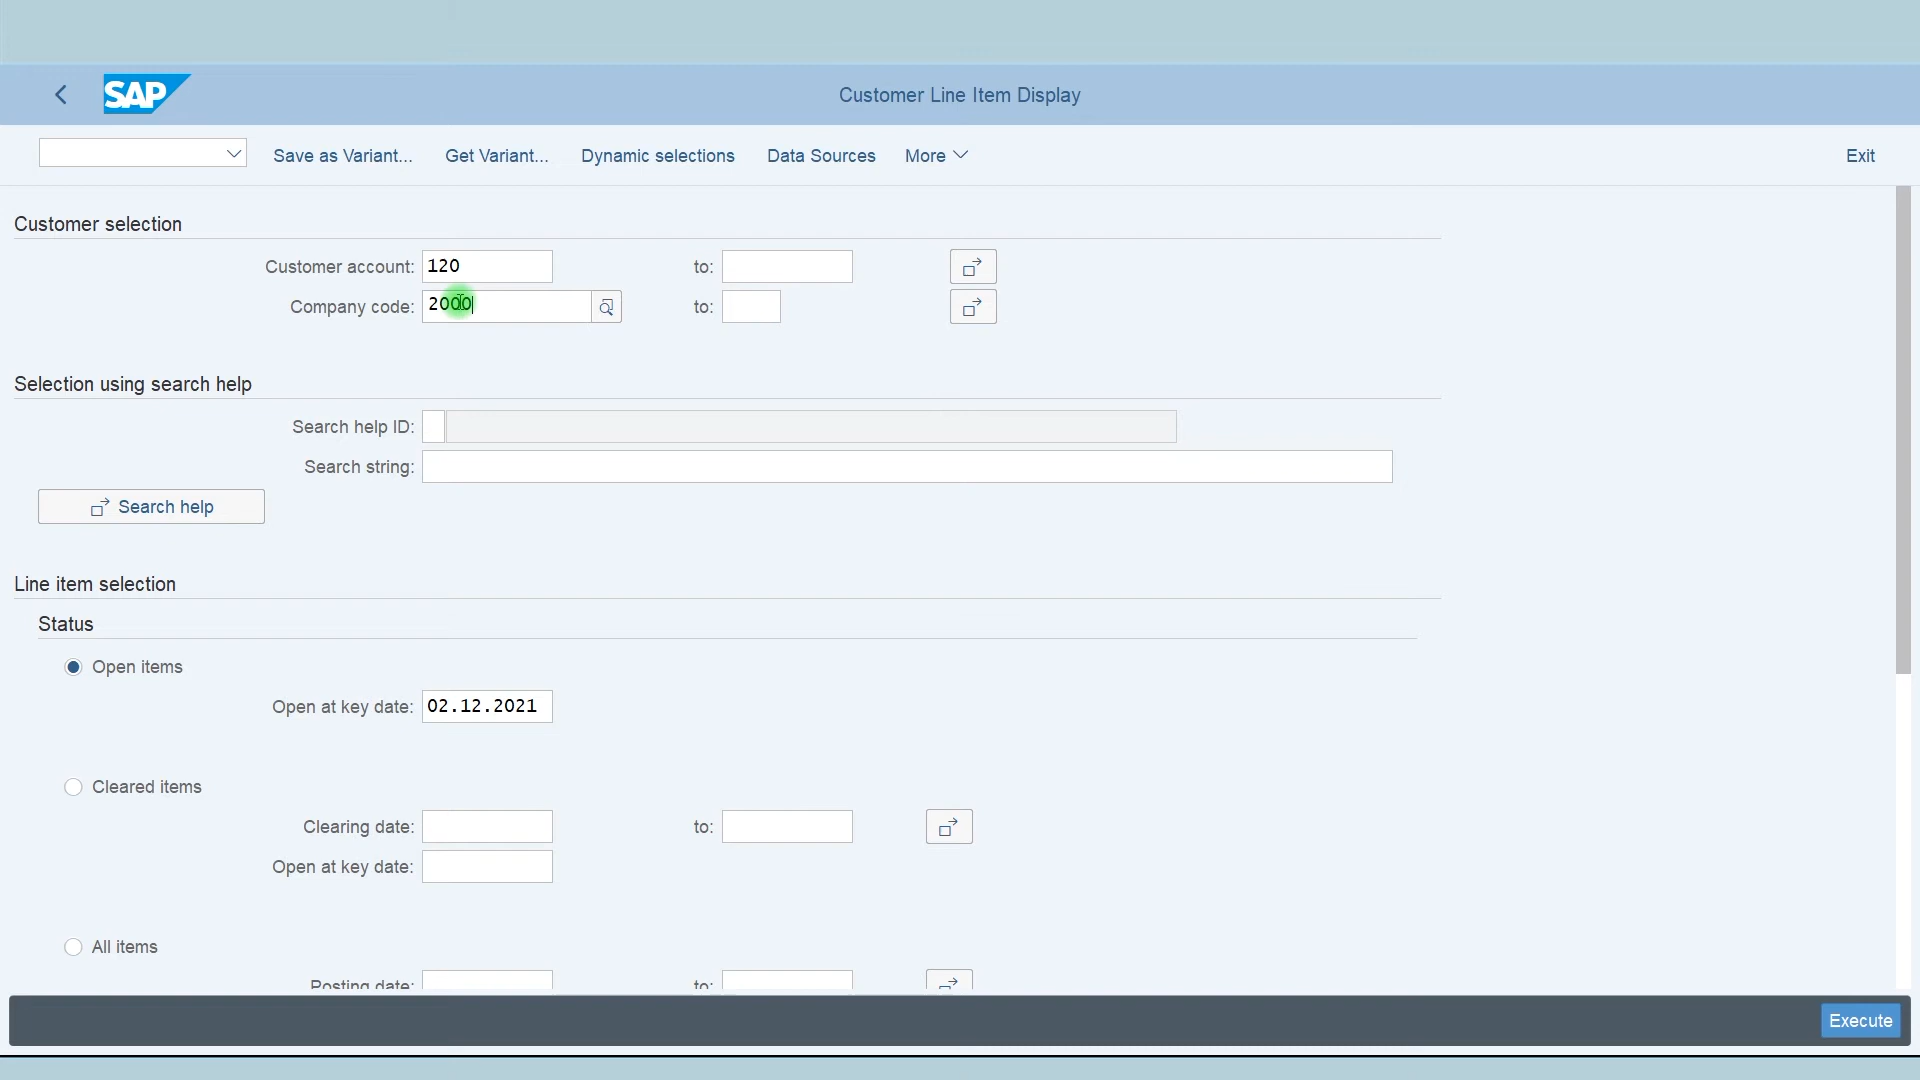 SAP
Customer Line Item Display
Save as Variant... Get Variant... Dynamic selections Data Sources More Exit
Customer selection
Customer account: 120 to:
Company code: 2000 to:
Selection using search help
Search help ID:
Search string:
Search help
Line item selection
Status
Open items
Open at key date: 02.12.2021
Cleared items
Clearing date: to:
Open at key date:
All items
Posting date: to:
Execute